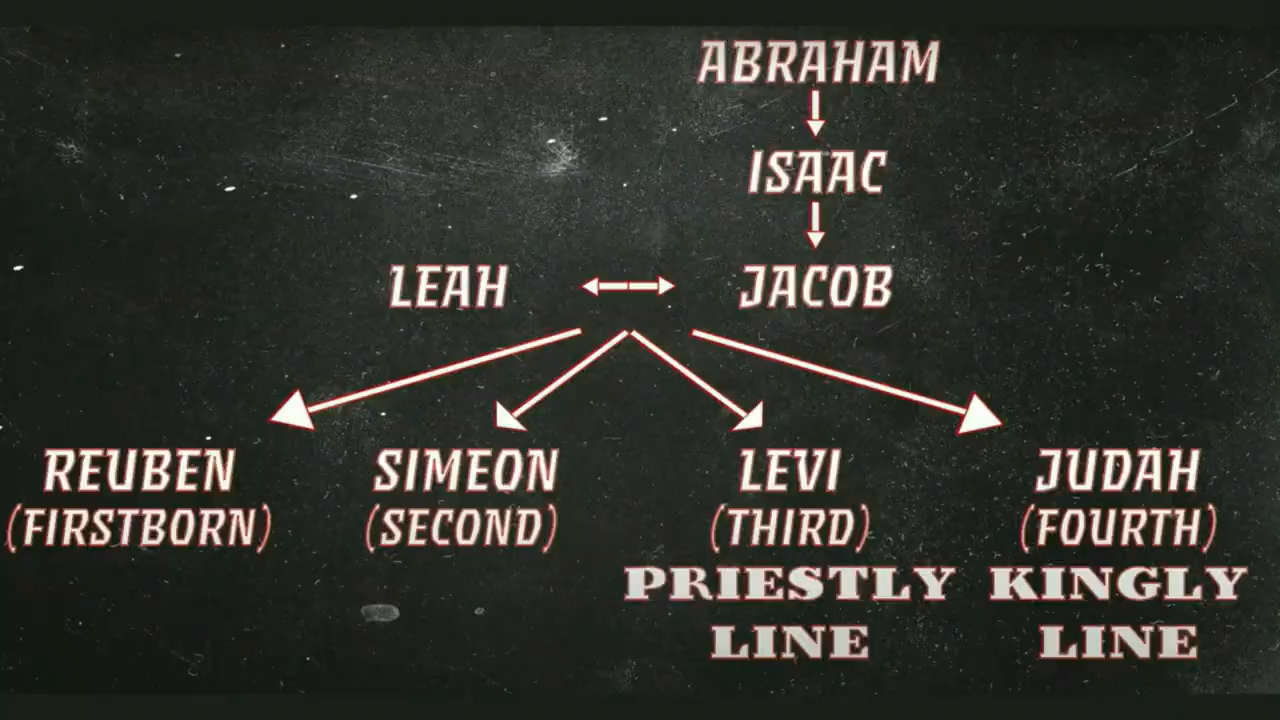 ABRAHAM
ISAAC
LEAH
JACOB
REUBEN
(FIRSTBORN)
SIMEON
(SECOND)
LEVI
(THIRD)
PRIESTLY
LINE
JUDAH
(FOURTH)
KINGLY
LINE